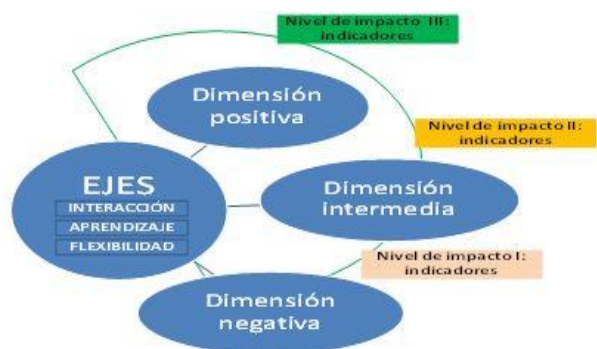 Nivel de impacto III:
indicadores
Dimensión
positiva
Nivel de impacto II:
indicadores
EJES
INTERACCIÓN
APRENDIZAJE
FLEXIBILIDAD
Dimensión
intermedia
Nivel de impacto I:
indicadores
Dimensión
negativa